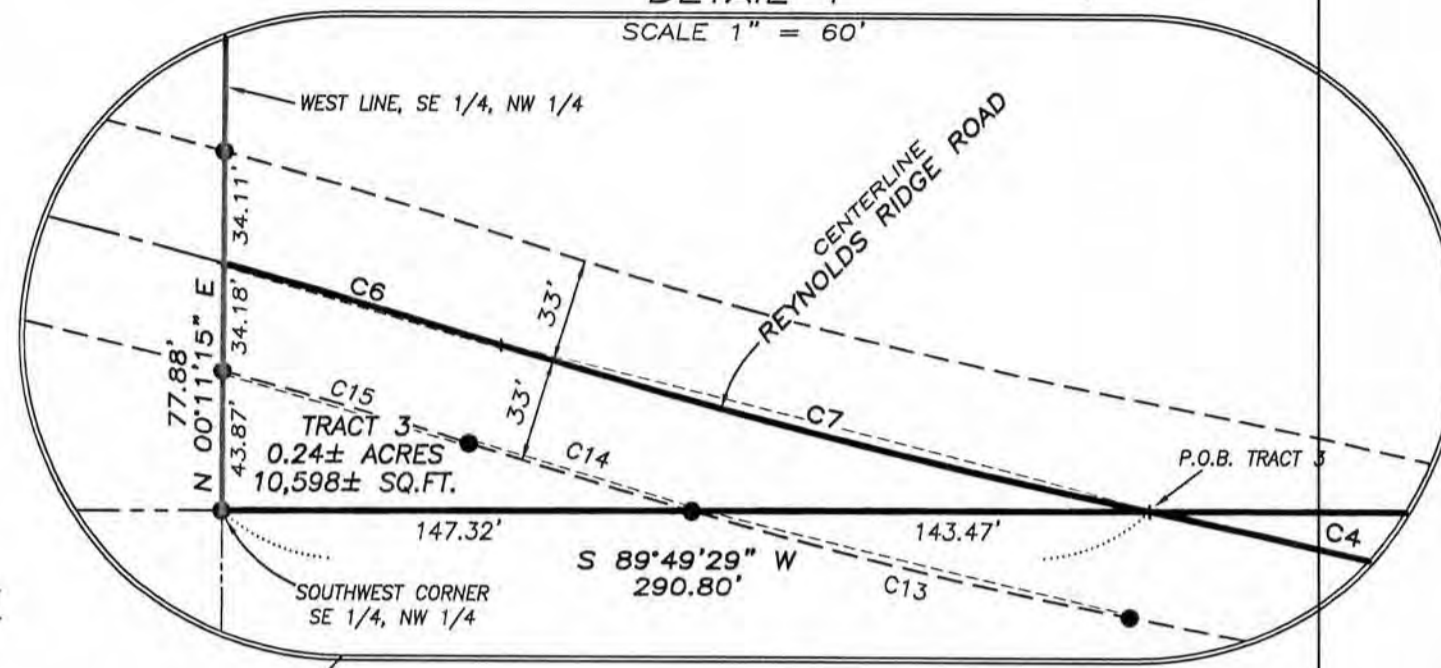 SCALE 1" = 60'
WEST LINE, SE 1/4, NW 1/4
CENTERLINE
REYNOLDS RIDGE ROAD
34.11'
C6
33'
34.18'
N 00°11'15" E
77.88'
43.87'
C15
33'
C7
TRACT 3
0.24± ACRES
10,598± SQ.FT.
C14
P.O.B. TRACT 3
147.32'
143.47'
C4
S 89°49'29" W
290.80'
C13
SOUTHWEST CORNER
SE 1/4, NW 1/4